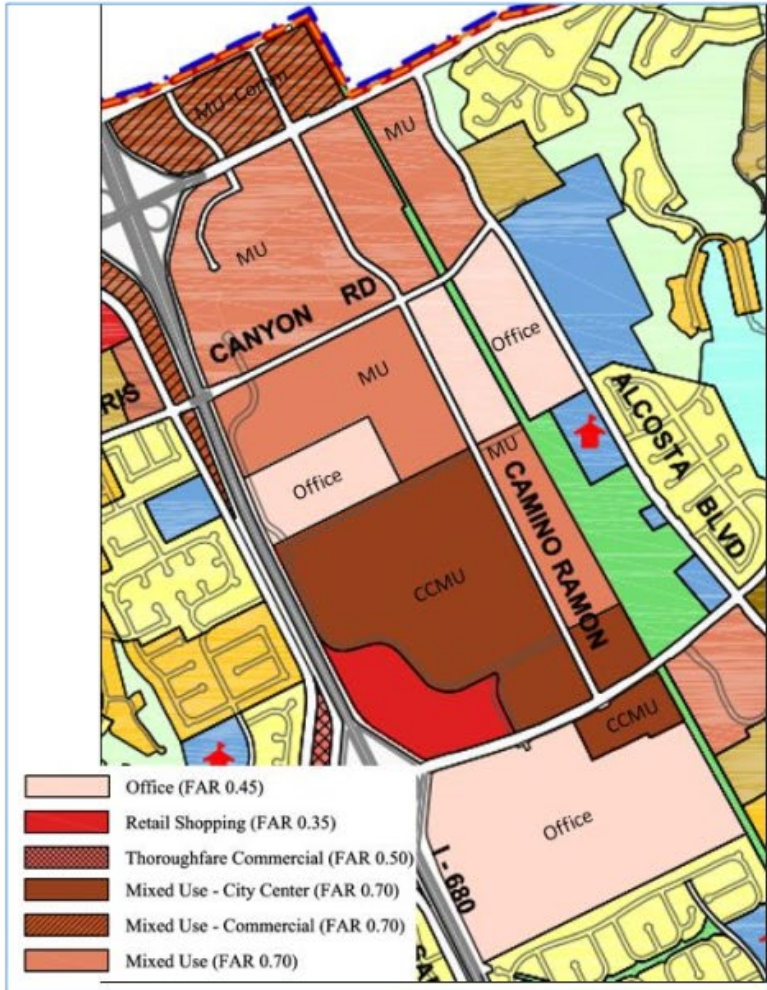 MU -Comm
MU
MU
CANYON RD
MU
Office
RIS
ALCOSTA BLVD
Office
MU
CAMINO RAMON
CCMU
CCMU
Office
I - 680
Office (FAR 0.45)
Retail Shopping (FAR 0.35)
Thoroughfare Commercial (FAR 0.50)
Mixed Use - City Center (FAR 0.70)
Mixed Use - Commercial (FAR 0.70)
Mixed Use (FAR 0.70)